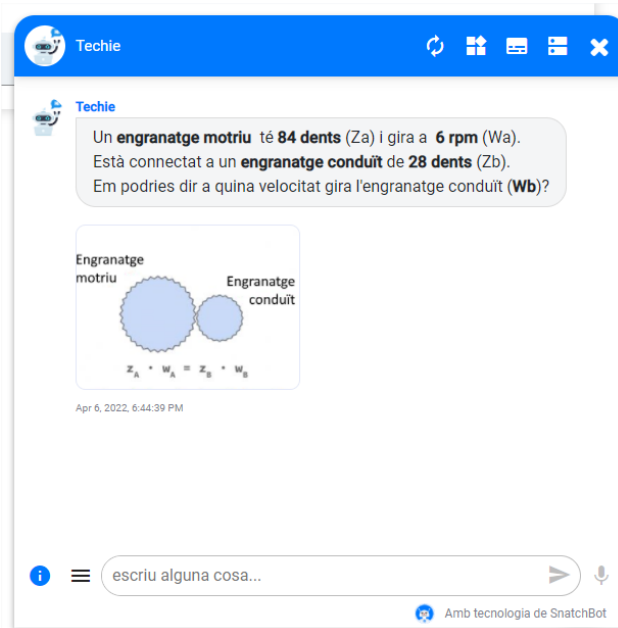 Techie
Techie
Un engranatge motriu té 84 dents (Za) i gira a 6 rpm (Wa).
Està connectat a un engranatge conduït de 28 dents (Zb).
Em podries dir a quina velocitat gira l'engranatge conduït (Wb)?
Engranatge
motriu
Engranatge
conduït
Z_A · W_A = Z_B · W_B
Apr 6, 2022, 6:44:39 PM
escriu alguna cosa...
Amb tecnologia de SnatchBot